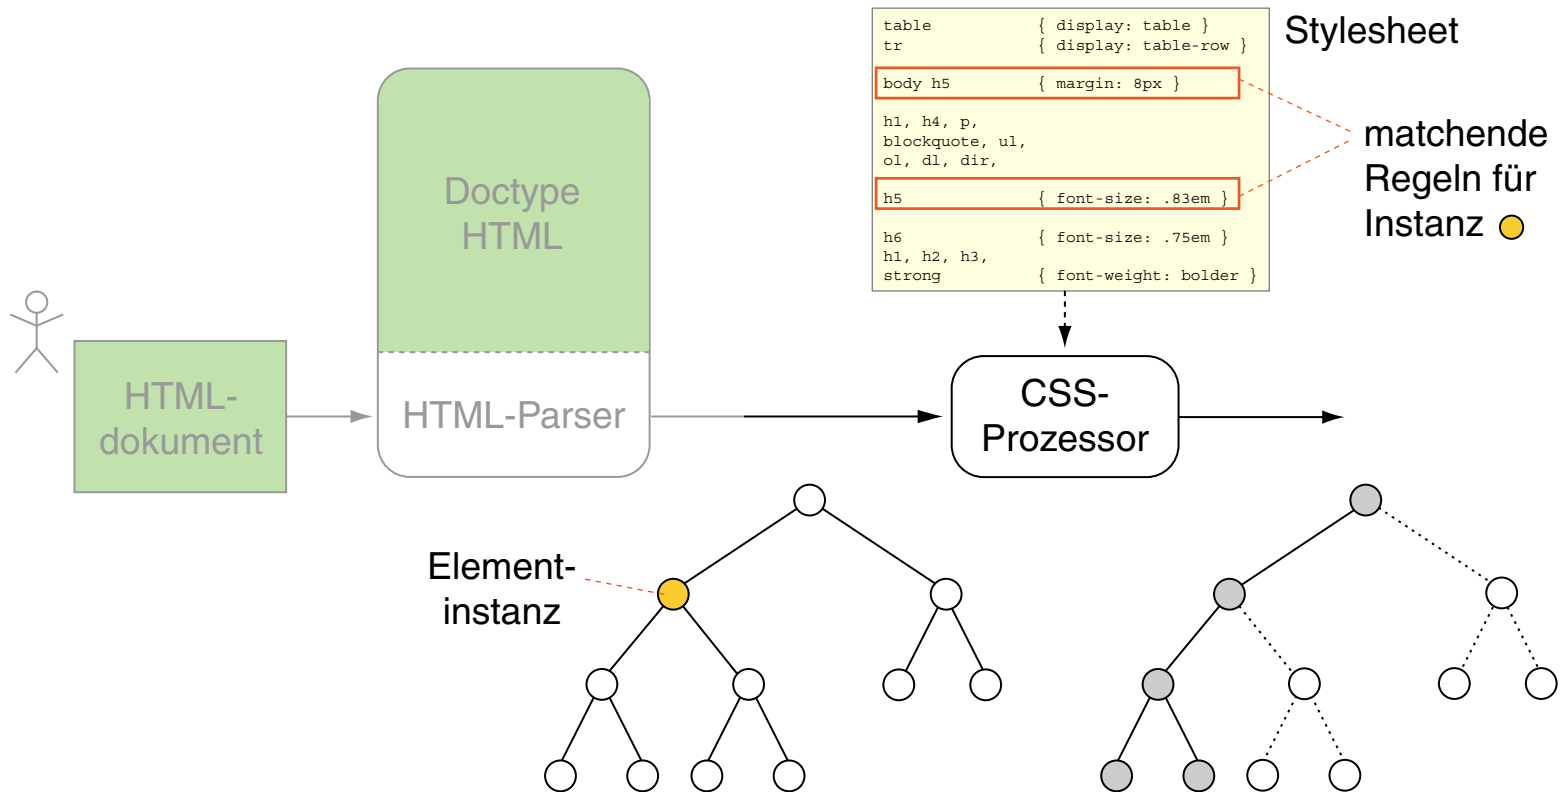 table { display: table }
tr { display: table-row }
body h5 { margin: 8px }
h1, h4, p,
blockquote, ul,
ol, dl, dir,
h5 { font-size: .83em }
h6 { font-size: .75em }
h1, h2, h3,
strong { font-weight: bolder }
Stylesheet
matchende
Regeln für
Instanz
Doctype
HTML
HTML-Parser
HTML-
dokument
CSS-
Prozessor
Element-
instanz